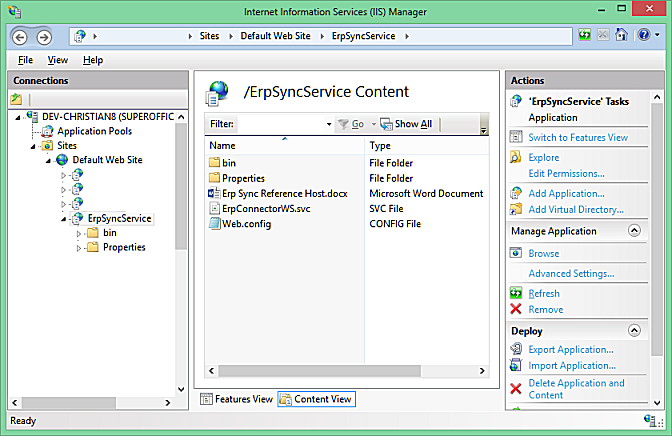 Internet Information Services (IIS) Manager
Sites
Default Web Site
ErpSyncService
File View Help
Connections
DEV-CHRISTIAN8 (SUPEROFFIC
Application Pools
Sites
Default Web Site
ErpSyncService
bin
Properties
/ErpSyncService Content
Filter: Go Show All
Name Type
bin File Folder
Properties File Folder
Erp Sync Reference Host.docx Microsoft Word Document
ErpConnectorWS.svc SVC File
Web.config CONFIG File
Features View Content View
Actions
'ErpSyncService' Tasks
Application
Switch to Features View
Explore
Edit Permissions...
Add Application...
Add Virtual Directory...
Manage Application
Browse
Advanced Settings...
Refresh
Remove
Deploy
Export Application...
Import Application...
Delete Application and
Content
Ready